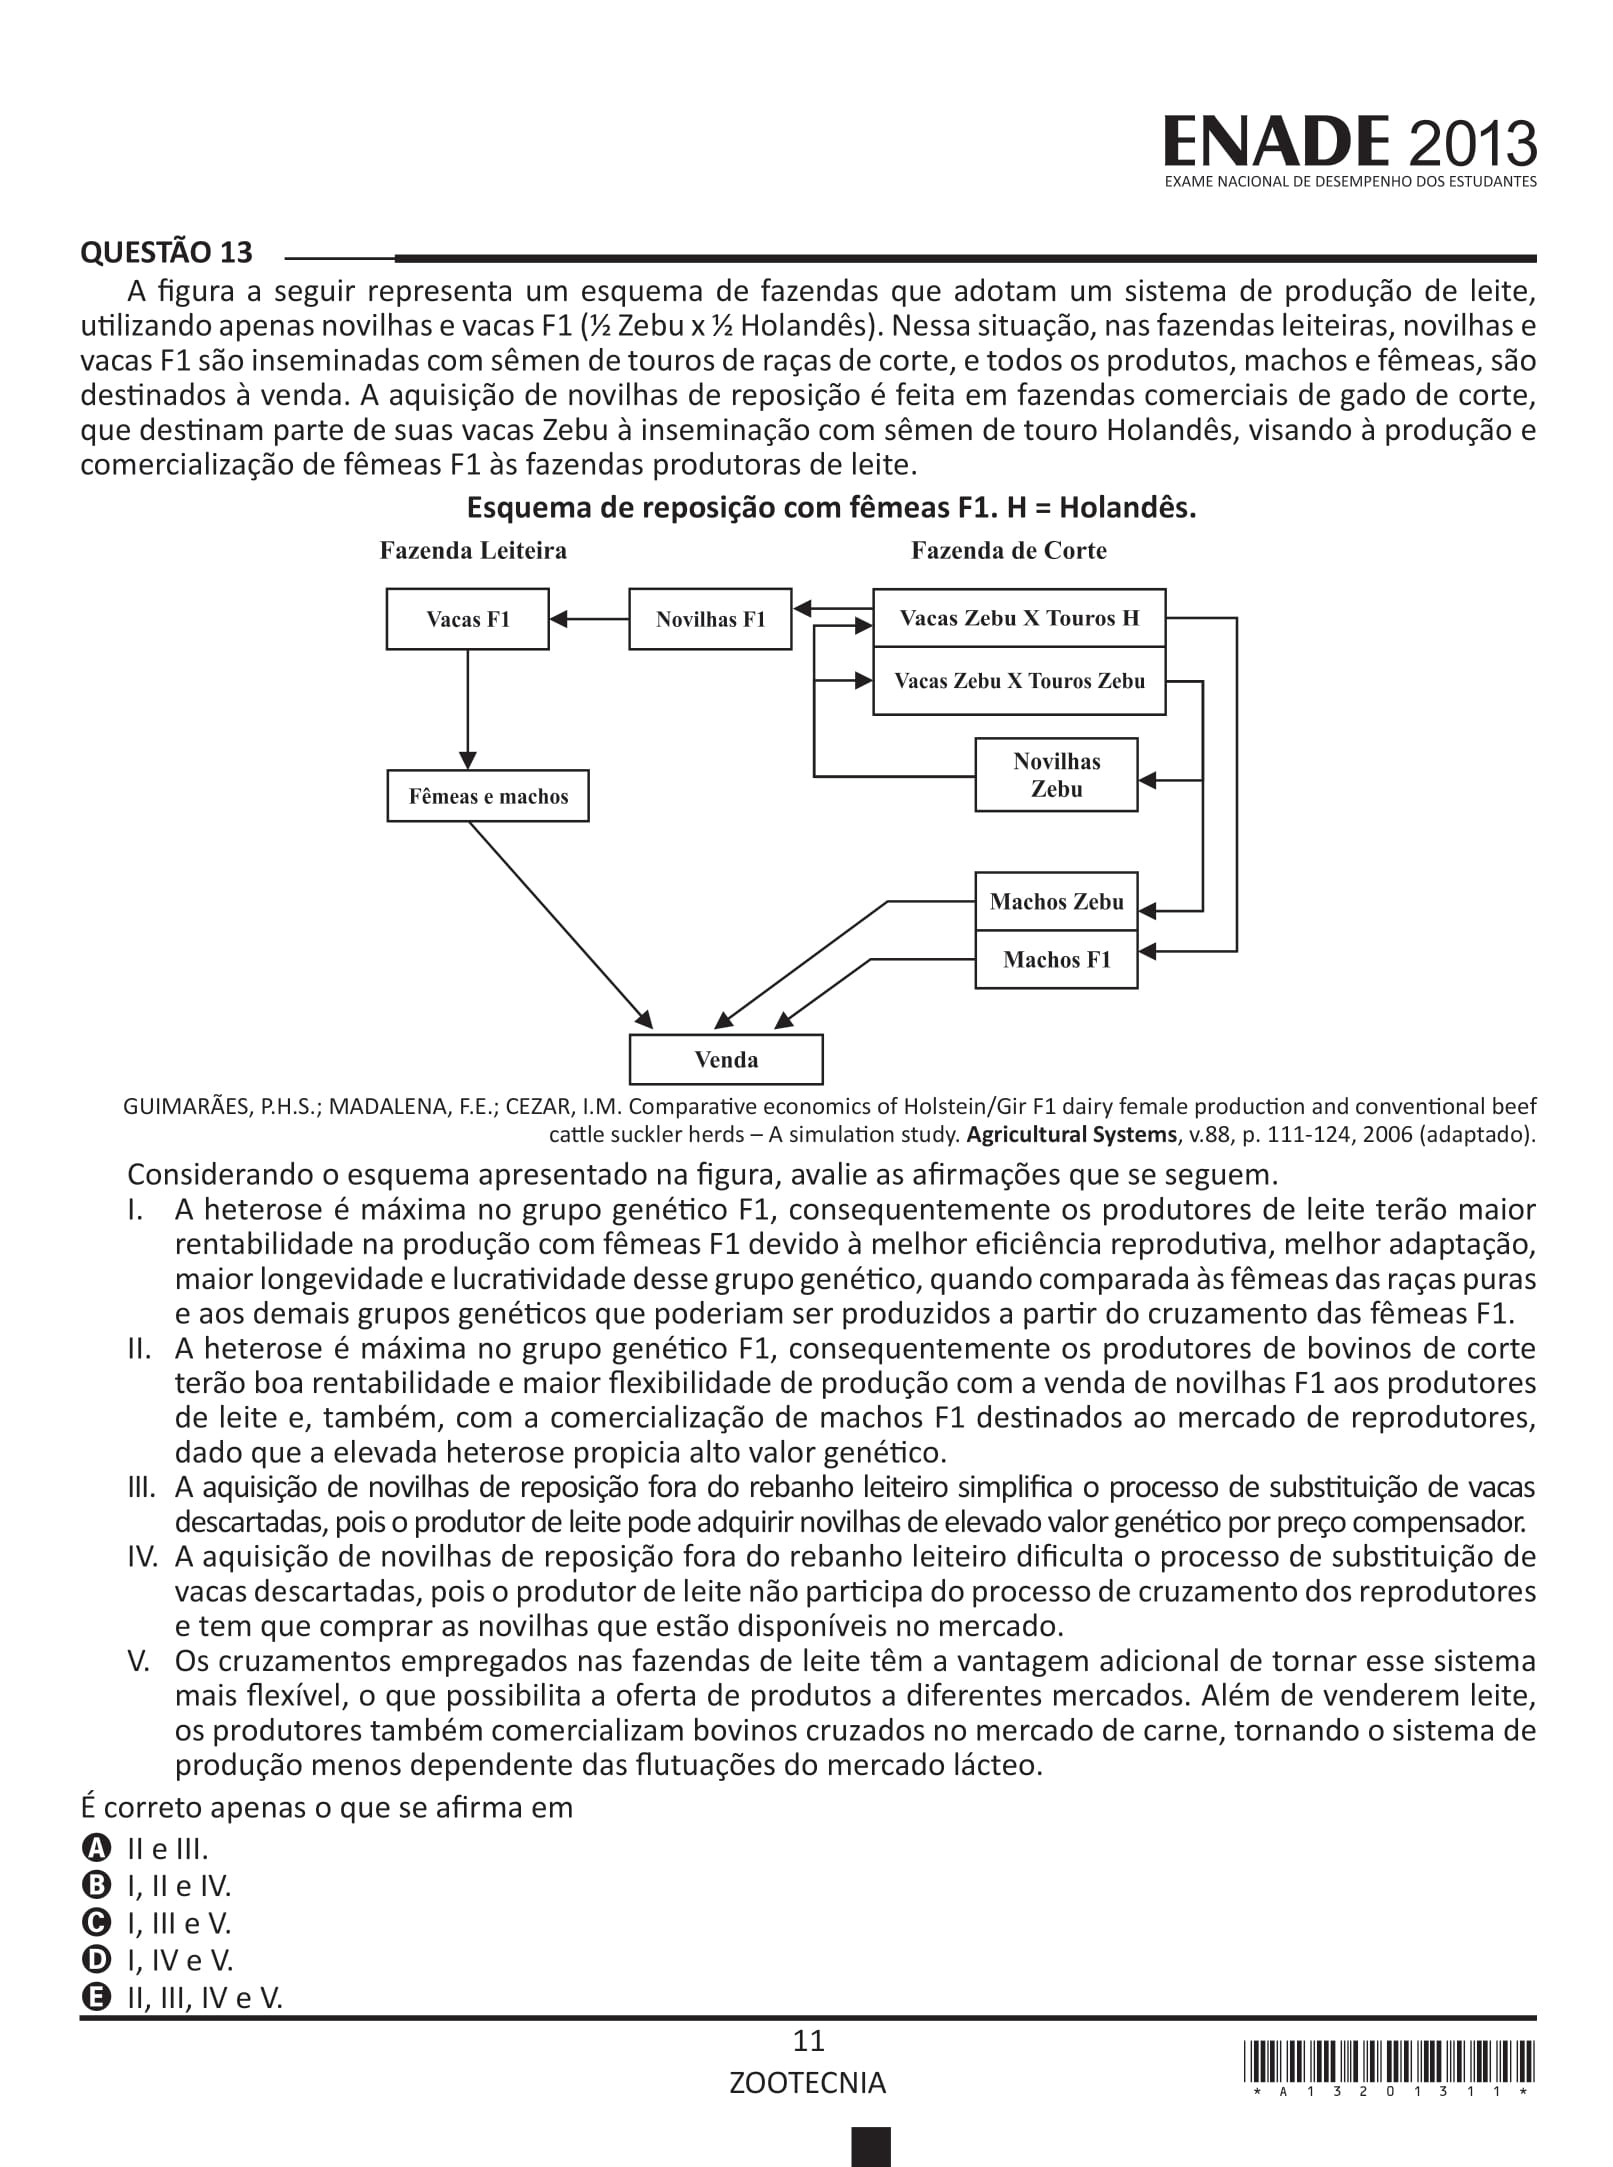 ENADE 2013
EXAME NACIONAL DE DESEMPENHO DOS ESTUDANTES
QUESTÃO 13
A figura a seguir representa um esquema de fazendas que adotam um sistema de produção de leite,
utilizando apenas novilhas e vacas F1 (½ Zebu x ½ Holandês). Nessa situação, nas fazendas leiteiras, novilhas e
vacas F1 são inseminadas com sêmen de touros de raças de corte, e todos os produtos, machos e fêmeas, são
destinados à venda. A aquisição de novilhas de reposição é feita em fazendas comerciais de gado de corte,
que destinam parte de suas vacas Zebu à inseminação com sêmen de touro Holandês, visando à produção e
comercialização de fêmeas F1 às fazendas produtoras de leite.
Esquema de reposição com fêmeas F1. H = Holandês.
Fazenda Leiteira
Fazenda de Corte
Vacas F1
Novilhas F1
Vacas Zebu X Touros H
Vacas Zebu X Touros Zebu
Novilhas
Zebu
Fêmeas e machos
Machos Zebu
Machos F1
Venda
GUIMARÃES, P.H.S.; MADALENA, F.E.; CEZAR, I.M. Comparative economics of Holstein/Gir F1 dairy female production and conventional beef
cattle suckler herds – A simulation study. Agricultural Systems, v.88, p. 111-124, 2006 (adaptado).
Considerando o esquema apresentado na figura, avalie as afirmações que se seguem.
I. A heterose é máxima no grupo genético F1, consequentemente os produtores de leite terão maior
rentabilidade na produção com fêmeas F1 devido à melhor eficiência reprodutiva, melhor adaptação,
maior longevidade e lucratividade desse grupo genético, quando comparada às fêmeas das raças puras
e aos demais grupos genéticos que poderiam ser produzidos a partir do cruzamento das fêmeas F1.
II. A heterose é máxima no grupo genético F1, consequentemente os produtores de bovinos de corte
terão boa rentabilidade e maior flexibilidade de produção com a venda de novilhas F1 aos produtores
de leite e, também, com a comercialização de machos F1 destinados ao mercado de reprodutores,
dado que a elevada heterose propicia alto valor genético.
III. A aquisição de novilhas de reposição fora do rebanho leiteiro simplifica o processo de substituição de vacas
descartadas, pois o produtor de leite pode adquirir novilhas de elevado valor genético por preço compensador.
IV. A aquisição de novilhas de reposição fora do rebanho leiteiro dificulta o processo de substituição de
vacas descartadas, pois o produtor de leite não participa do processo de cruzamento dos reprodutores
e tem que comprar as novilhas que estão disponíveis no mercado.
V. Os cruzamentos empregados nas fazendas de leite têm a vantagem adicional de tornar esse sistema
mais flexível, o que possibilita a oferta de produtos a diferentes mercados. Além de venderem leite,
os produtores também comercializam bovinos cruzados no mercado de carne, tornando o sistema de
produção menos dependente das flutuações do mercado lácteo.
É correto apenas o que se afirma em
A II e III.
B I, II e IV.
C I, III e V.
D I, IV e V.
E II, III, IV e V.
11
ZOOTECNIA
* A 1 3 2 0 1 3 1 1 *